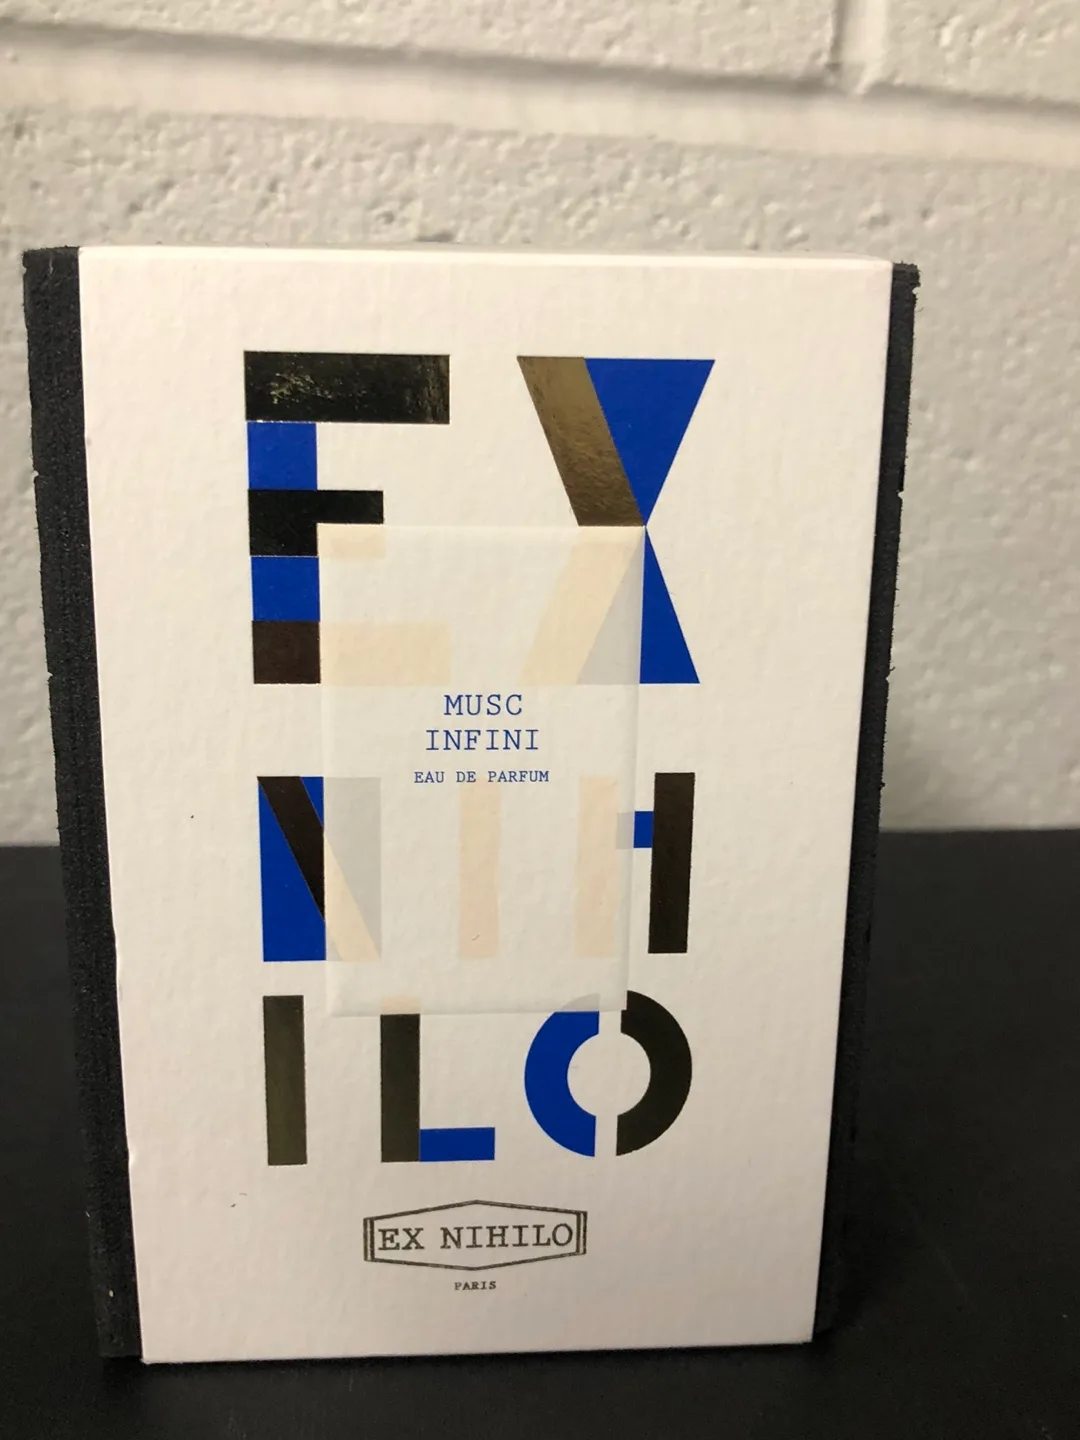 EX
NIH
ILO
MUSC
INFINI
EAU DE PARFUM
EX NIHILO
PARIS